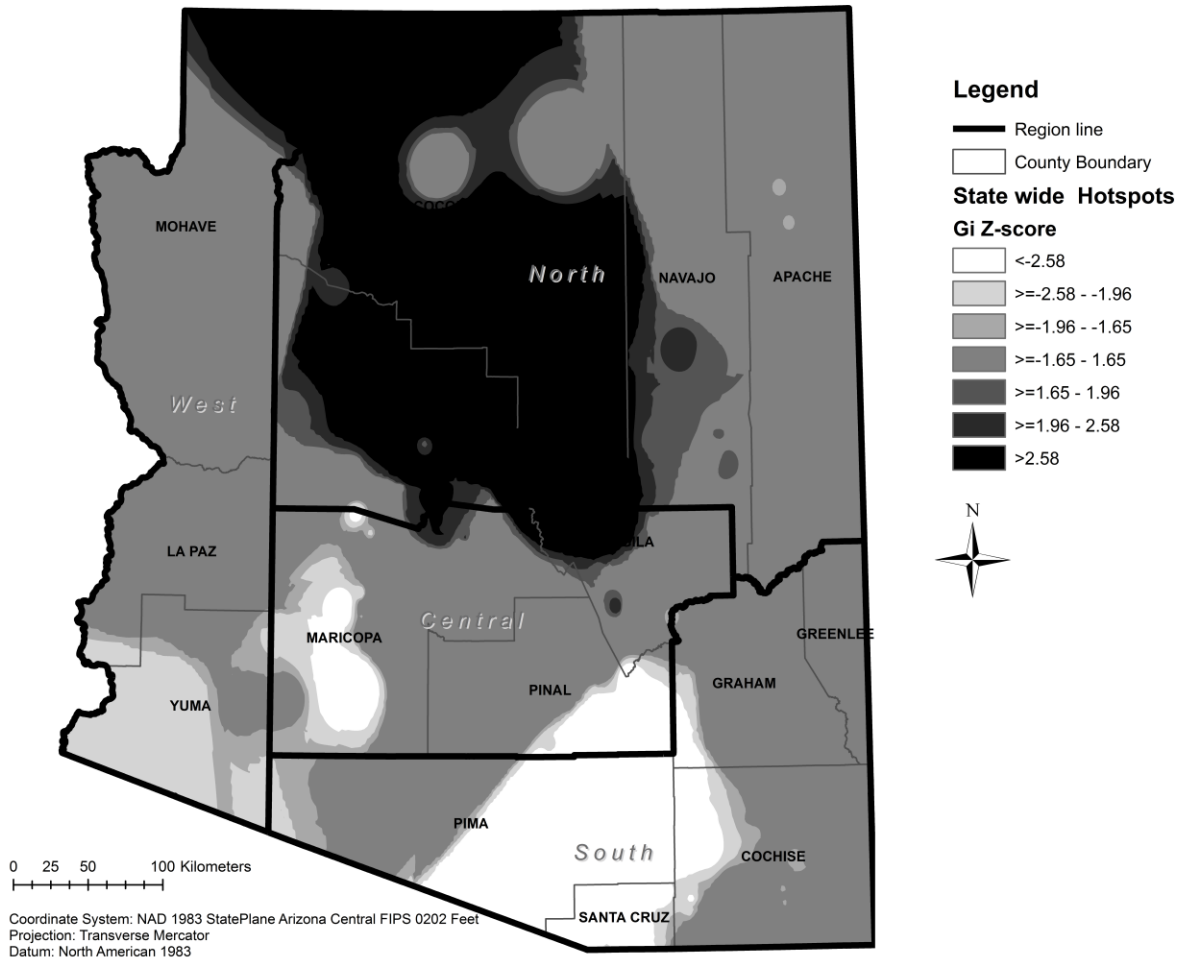 Legend
Region line
County Boundary
State wide Hotspots
Gi Z-score
<-2.58
>=-2.58 - -1.96
>=-1.96 - -1.65
>=-1.65 - 1.65
>=1.65 - 1.96
>=1.96 - 2.58
>2.58
N
MOHAVE
North
NAVAJO
APACHE
West
LA PAZ
Central
MARICOPA
GREENLEE
GRAHAM
PINAL
YUMA
PIMA
South
COCHISE
SANTA CRUZ
0 25 50 100 Kilometers
Coordinate System: NAD 1983 StatePlane Arizona Central FIPS 0202 Feet
Projection: Transverse Mercator
Datum: North American 1983